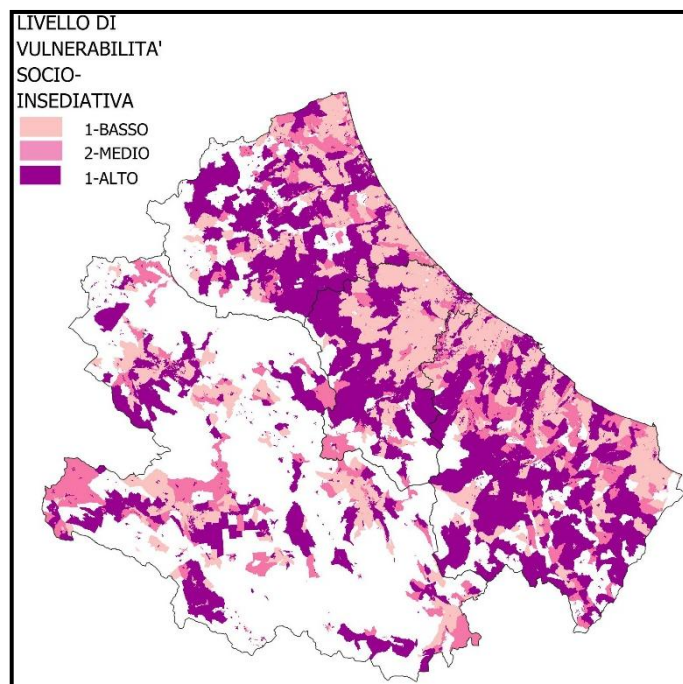 LIVELLO DI
VULNERABILITA'
SOCIO-
INSEDIATIVA
1-BASSO
2-MEDIO
1-ALTO